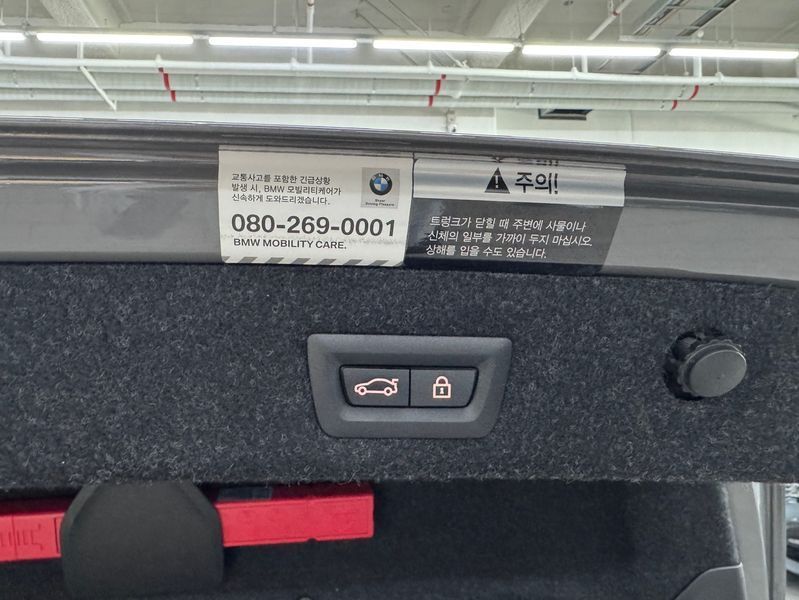 교통사고를 포함한 긴급상황
발생 시, BMW 모빌리티케어가
신속하게 도와드리겠습니다.
Sheer
Driving Pleasure
080-269-0001
BMW MOBILITY CARE.
주의!
트렁크가 닫힐 때 주변에 사물이나
신체의 일부를 가까이 두지 마십시오.
상해를 입을 수도 있습니다.